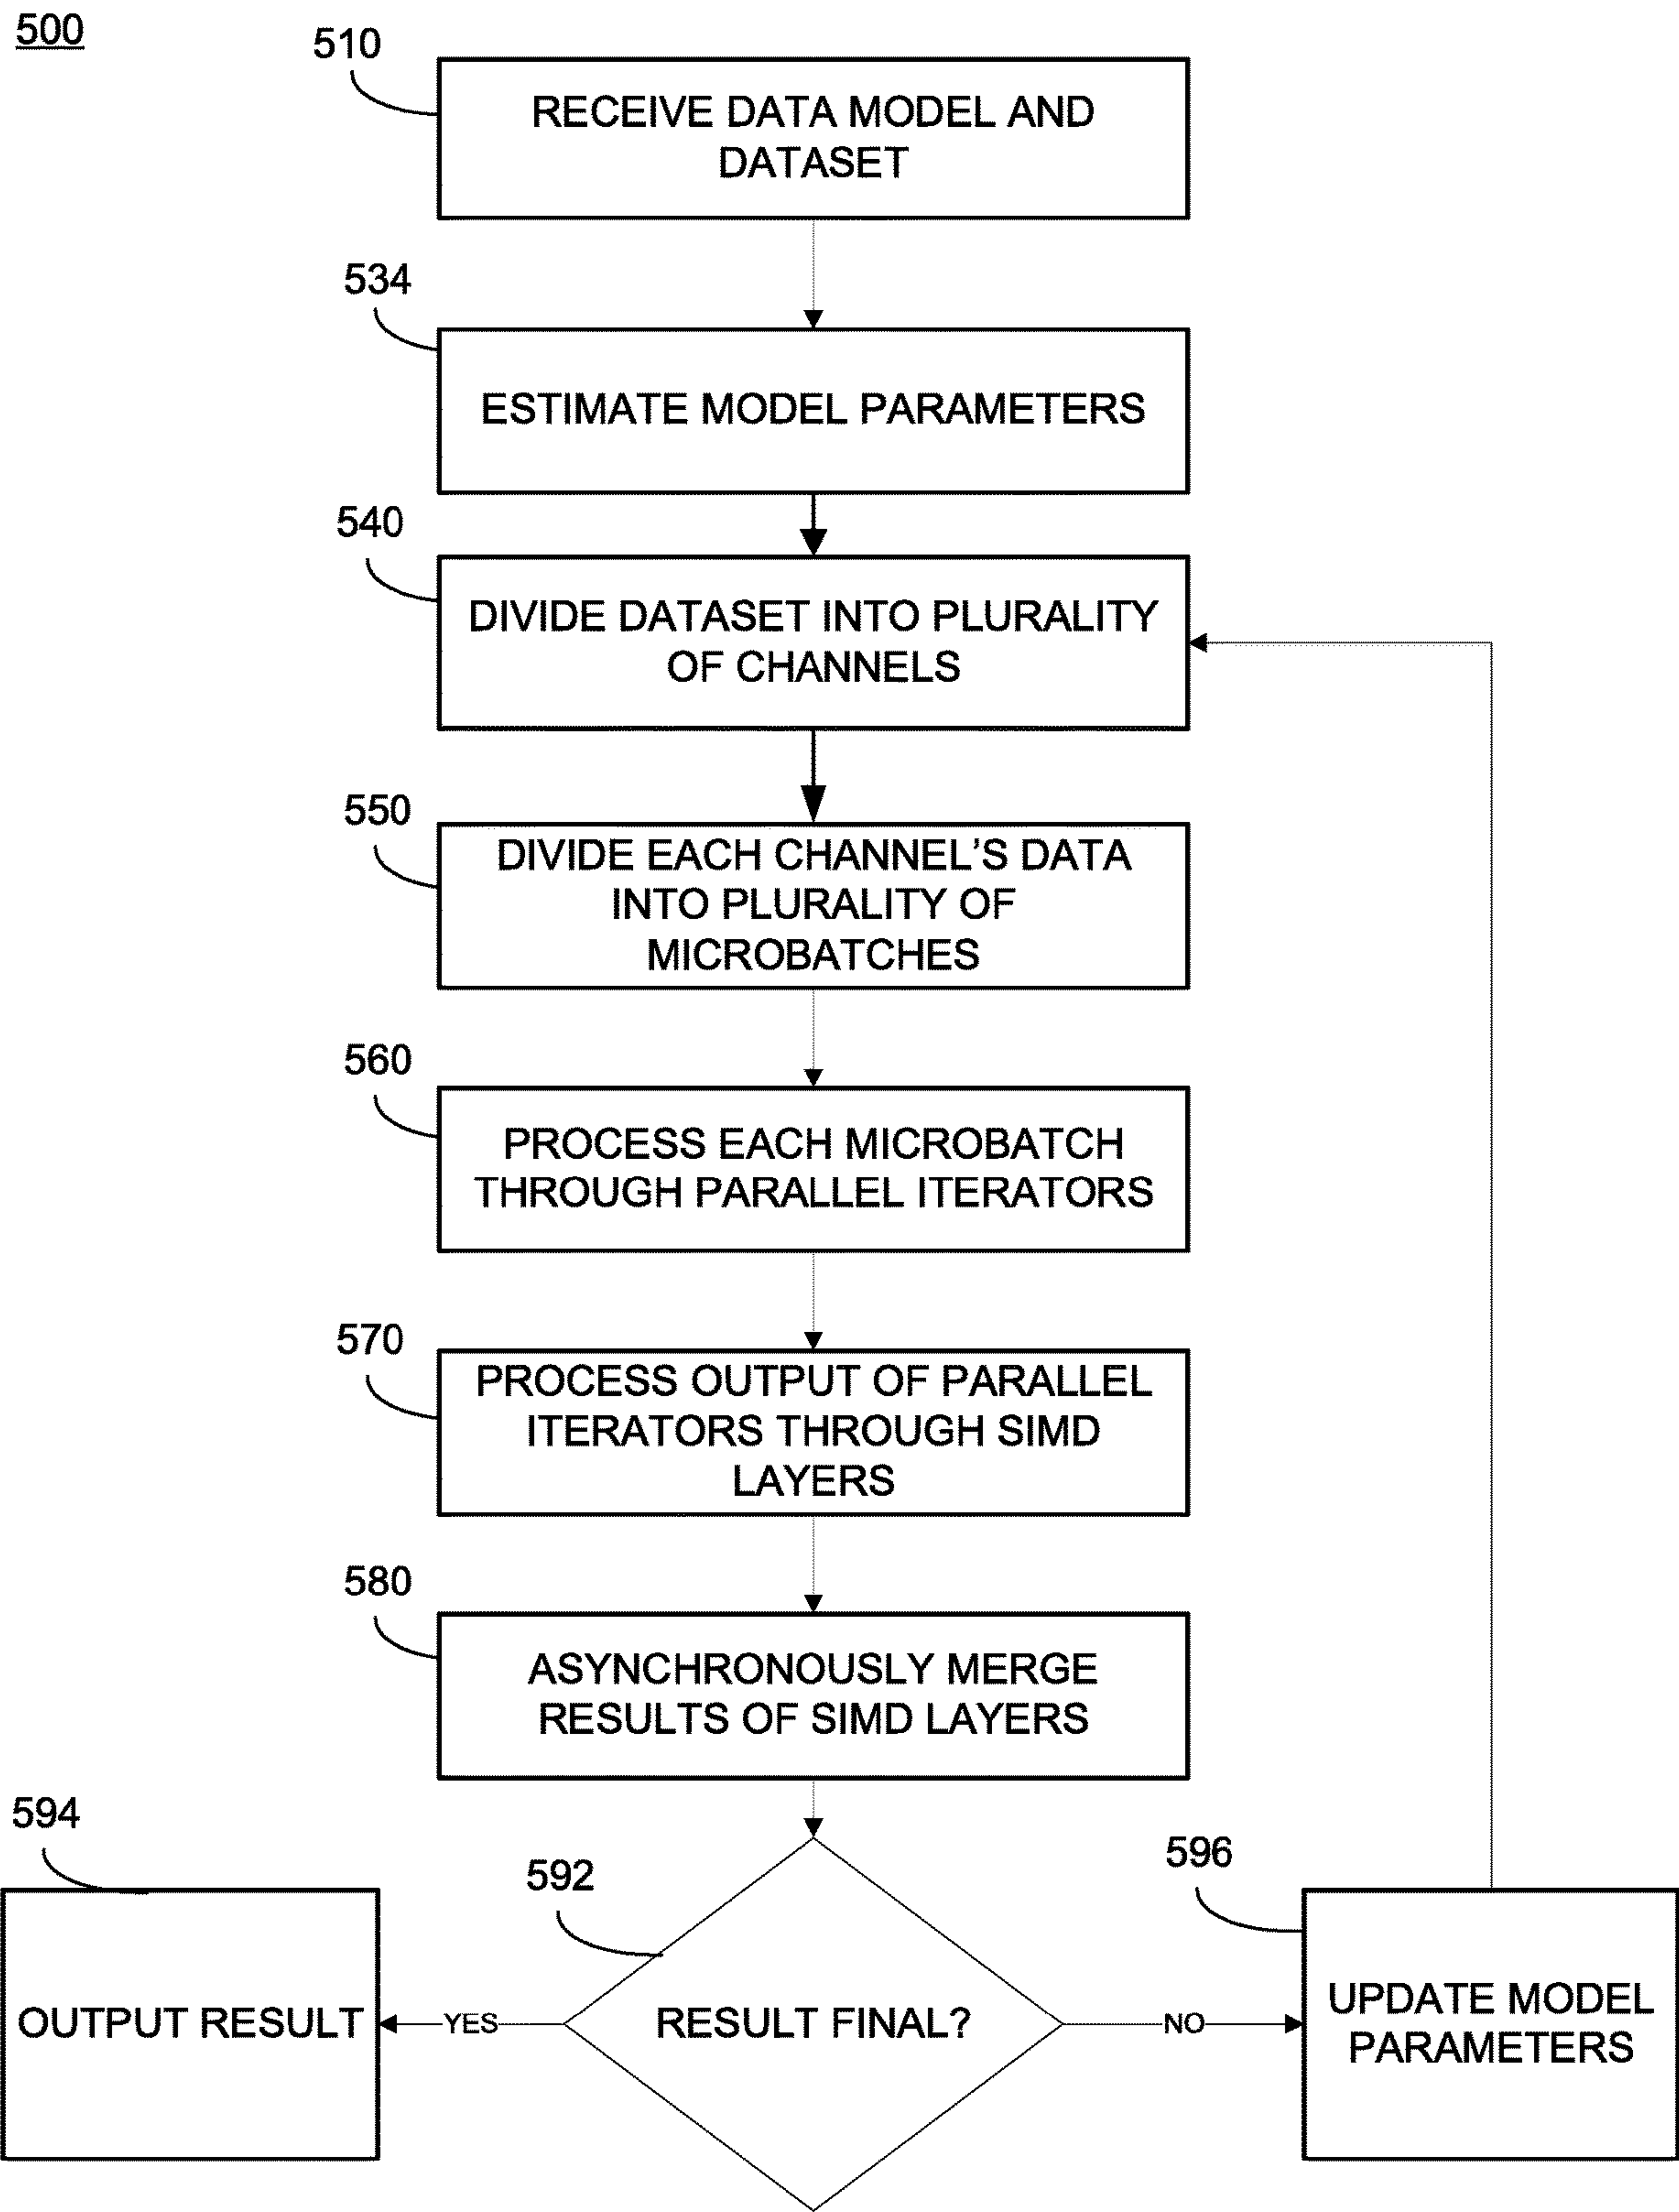 500
510
RECEIVE DATA MODEL AND
DATASET
534
ESTIMATE MODEL PARAMETERS
540
DIVIDE DATASET INTO PLURALITY
OF CHANNELS
550
DIVIDE EACH CHANNEL’S DATA
INTO PLURALITY OF
MICROBATCHES
560
PROCESS EACH MICROBATCH
THROUGH PARALLEL ITERATORS
570
PROCESS OUTPUT OF PARALLEL
ITERATORS THROUGH SIMD
LAYERS
580
ASYNCHRONOUSLY MERGE
RESULTS OF SIMD LAYERS
592
RESULT FINAL?
YES
594
OUTPUT RESULT
NO
596
UPDATE MODEL
PARAMETERS